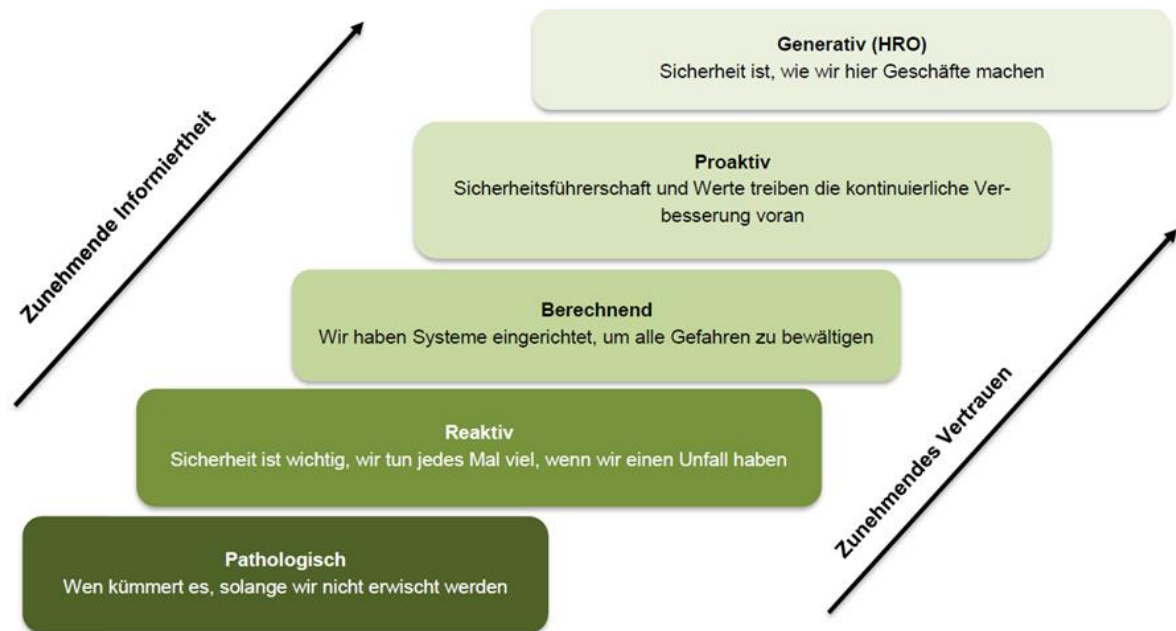 Generativ (HRO)
Sicherheit ist, wie wir hier Geschäfte machen
Zunehmende Informiertheit
Proaktiv
Sicherheitsführerschaft und Werte treiben die kontinuierliche Ver-
besserung voran
Berechnend
Wir haben Systeme eingerichtet, um alle Gefahren zu bewältigen
Zunehmendes Vertrauen
Reaktiv
Sicherheit ist wichtig, wir tun jedes Mal viel, wenn wir einen Unfall haben
Pathologisch
Wen kümmert es, solange wir nicht erwischt werden